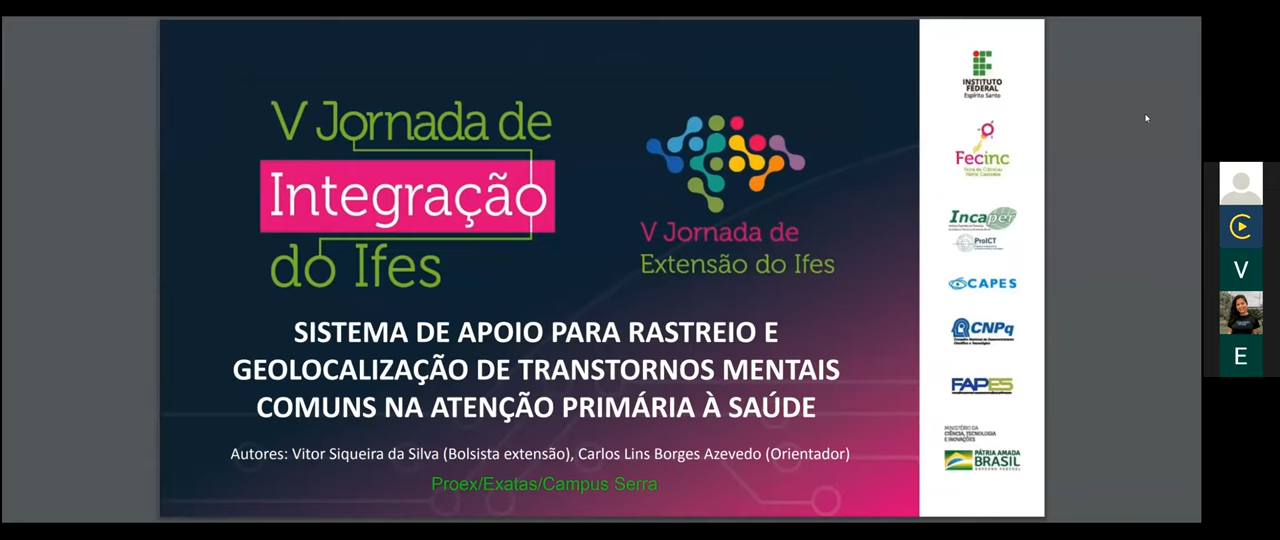 V Jornada de
Integração
do Ifes
V Jornada de
Extensão do Ifes
SISTEMA DE APOIO PARA RASTREIO E
GEOLOCALIZAÇÃO DE TRANSTORNOS MENTAIS
COMUNS NA ATENÇÃO PRIMÁRIA À SAÚDE
Autores: Vitor Siqueira da Silva (Bolsista extensão), Carlos Lins Borges Azevedo (Orientador)
Proex/Exatas/Campus Serra
INSTITUTO
FEDERAL
Espírito Santo
Fecinc
Incaper
ProICT
CAPES
CNPq
FAPES
MINISTÉRIO DA
CIÊNCIA, TECNOLOGIA
E INOVAÇÕES
PÁTRIA AMADA
BRASIL
GOVERNO FEDERAL
V
E